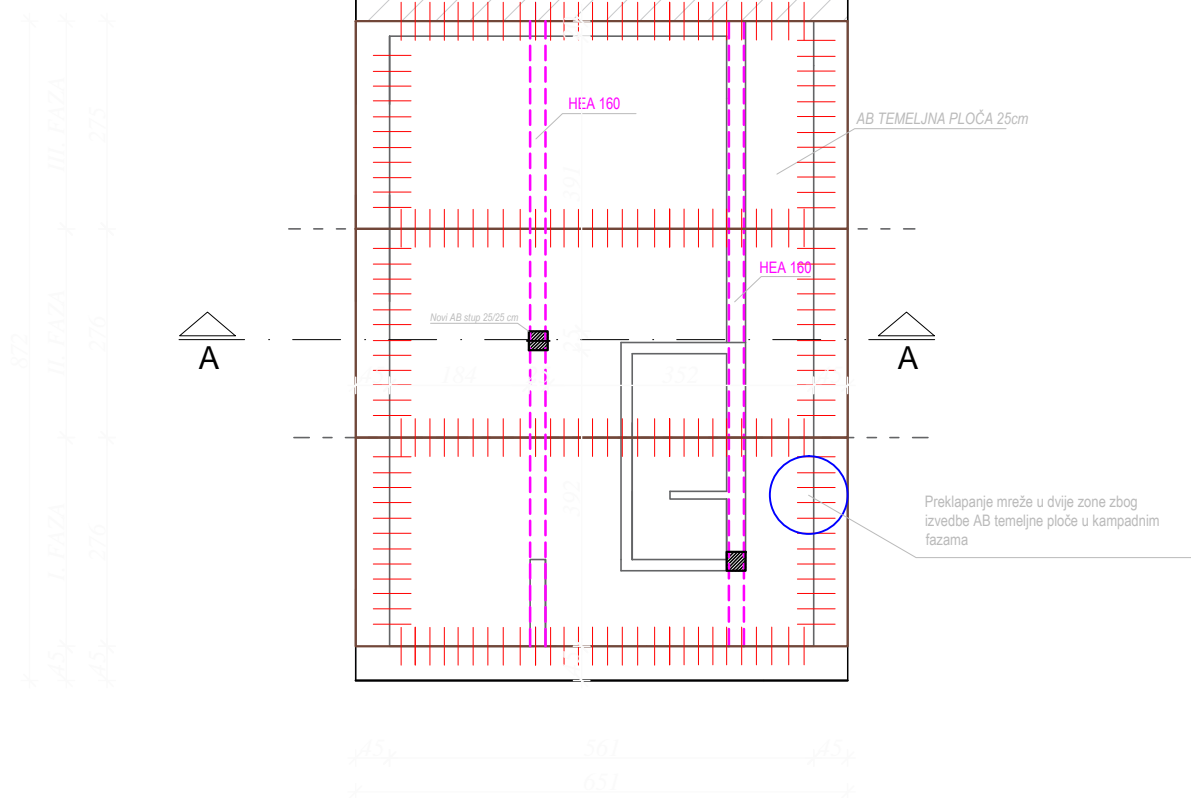 HEA 160
AB TEMELJNA PLOČA 25cm
III. FAZA
275
391
HEA 160
Novi AB stup 25/25 cm
A
A
872
II. FAZA
276
184
352
392
Preklapanje mreže u dvije zone zbog
izvedbe AB temeljne ploče u kampadnim
fazama
I. FAZA
276
45
45
45
561
45
651